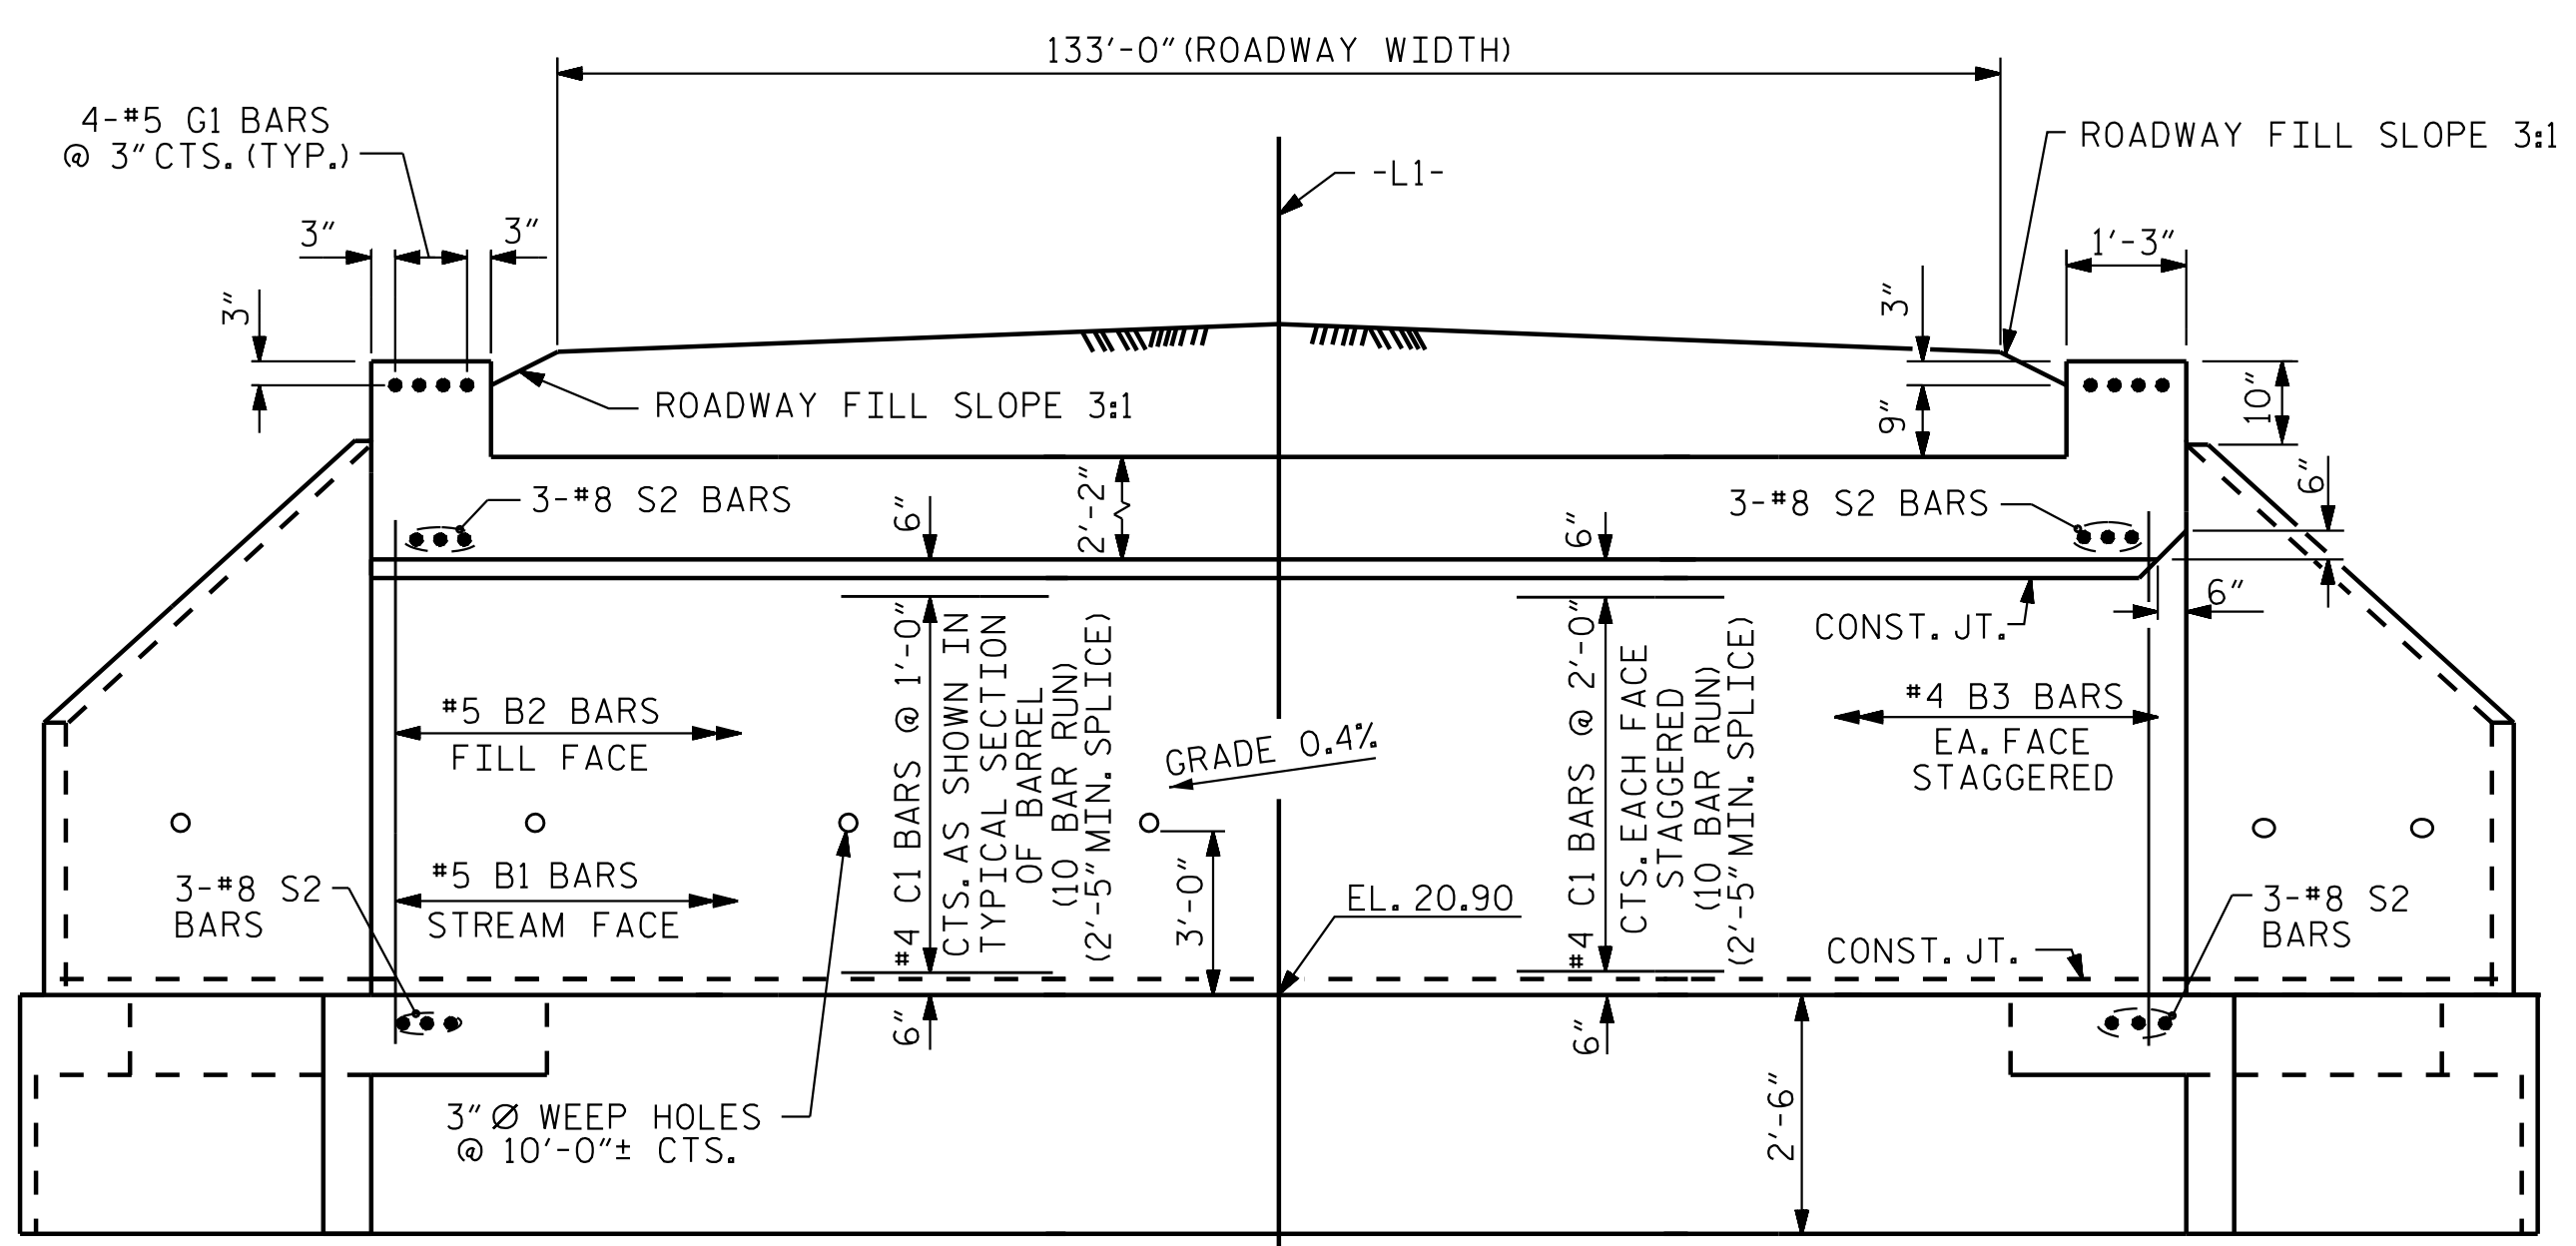 133'-0" (ROADWAY WIDTH)
4-#5 G1 BARS
@ 3" CTS. (TYP.)
ROADWAY FILL SLOPE 3:1
-L1-
3"
3"
1'-3"
3"
3"
10"
ROADWAY FILL SLOPE 3:1
9"
3-#8 S2 BARS
6"
2'-2"
6"
3-#8 S2 BARS
6"
6"
CONST. JT.
#5 B2 BARS
FILL FACE
#4 C1 BARS @ 1'-0"
CTS. AS SHOWN IN
TYPICAL SECTION
OF BARREL
(10 BAR RUN)
(2'-5" MIN. SPLICE)
GRADE 0.4%
#4 C1 BARS @ 2'-0"
CTS. EACH FACE
STAGGERED
(10 BAR RUN)
(2'-5" MIN. SPLICE)
#4 B3 BARS
EA. FACE
STAGGERED
3-#8 S2
BARS
#5 B1 BARS
STREAM FACE
3'-0"
EL. 20.90
CONST. JT.
3-#8 S2
BARS
6"
6"
3" Ø WEEP HOLES
@ 10'-0"± CTS.
2'-6"